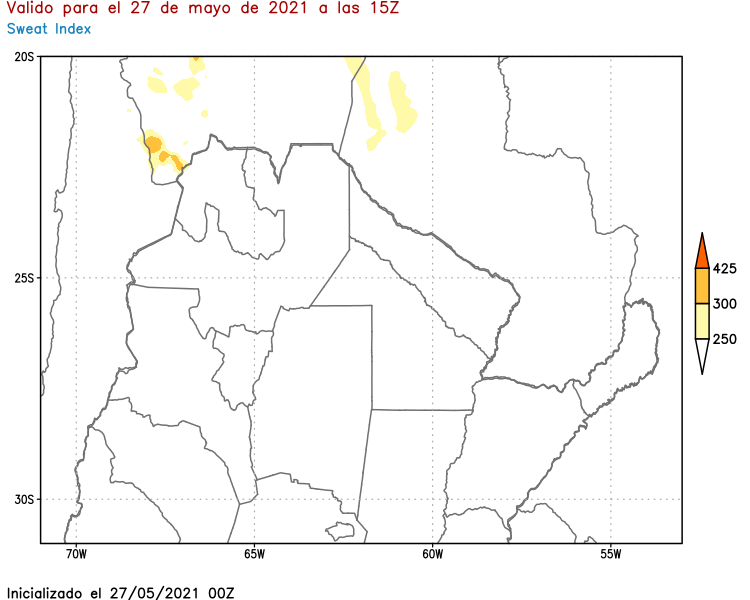 Valido para el 27 de mayo de 2021 a las 15Z
Sweat Index
20S
25S
30S
70W 65W 60W 55W
425
300
250
Inicializado el 27/05/2021 00Z